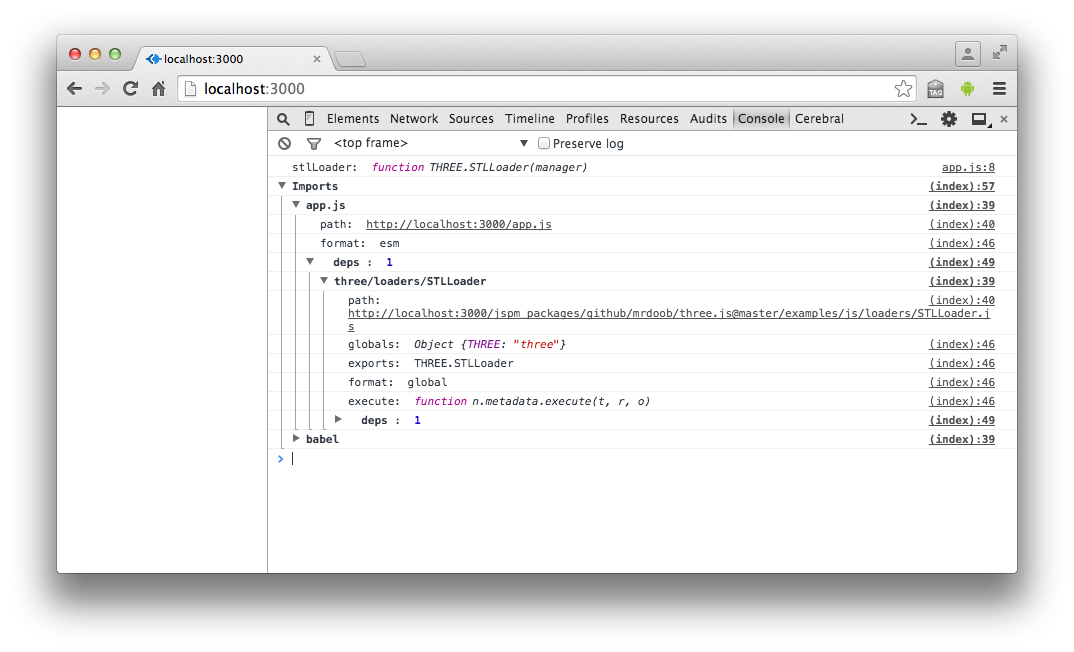 localhost:3000
localhost:3000
TAG
Elements Network Sources Timeline Profiles Resources Audits Console Cerebral
<top frame> Preserve log
stlLoader: function THREE.STLLoader(manager) app.js:8
Imports (index):57
app.js (index):39
path: http://localhost:3000/app.js (index):40
format: esm (index):46
deps : 1 (index):49
three/loaders/STLLoader (index):39
path: (index):40
http://localhost:3000/jspm_packages/github/mrdoob/three.js@master/examples/js/loaders/STLLoader.j
s
globals: Object {THREE: "three"} (index):46
exports: THREE.STLLoader (index):46
format: global (index):46
execute: function n.metadata.execute(t, r, o) (index):46
deps : 1 (index):49
babel (index):39